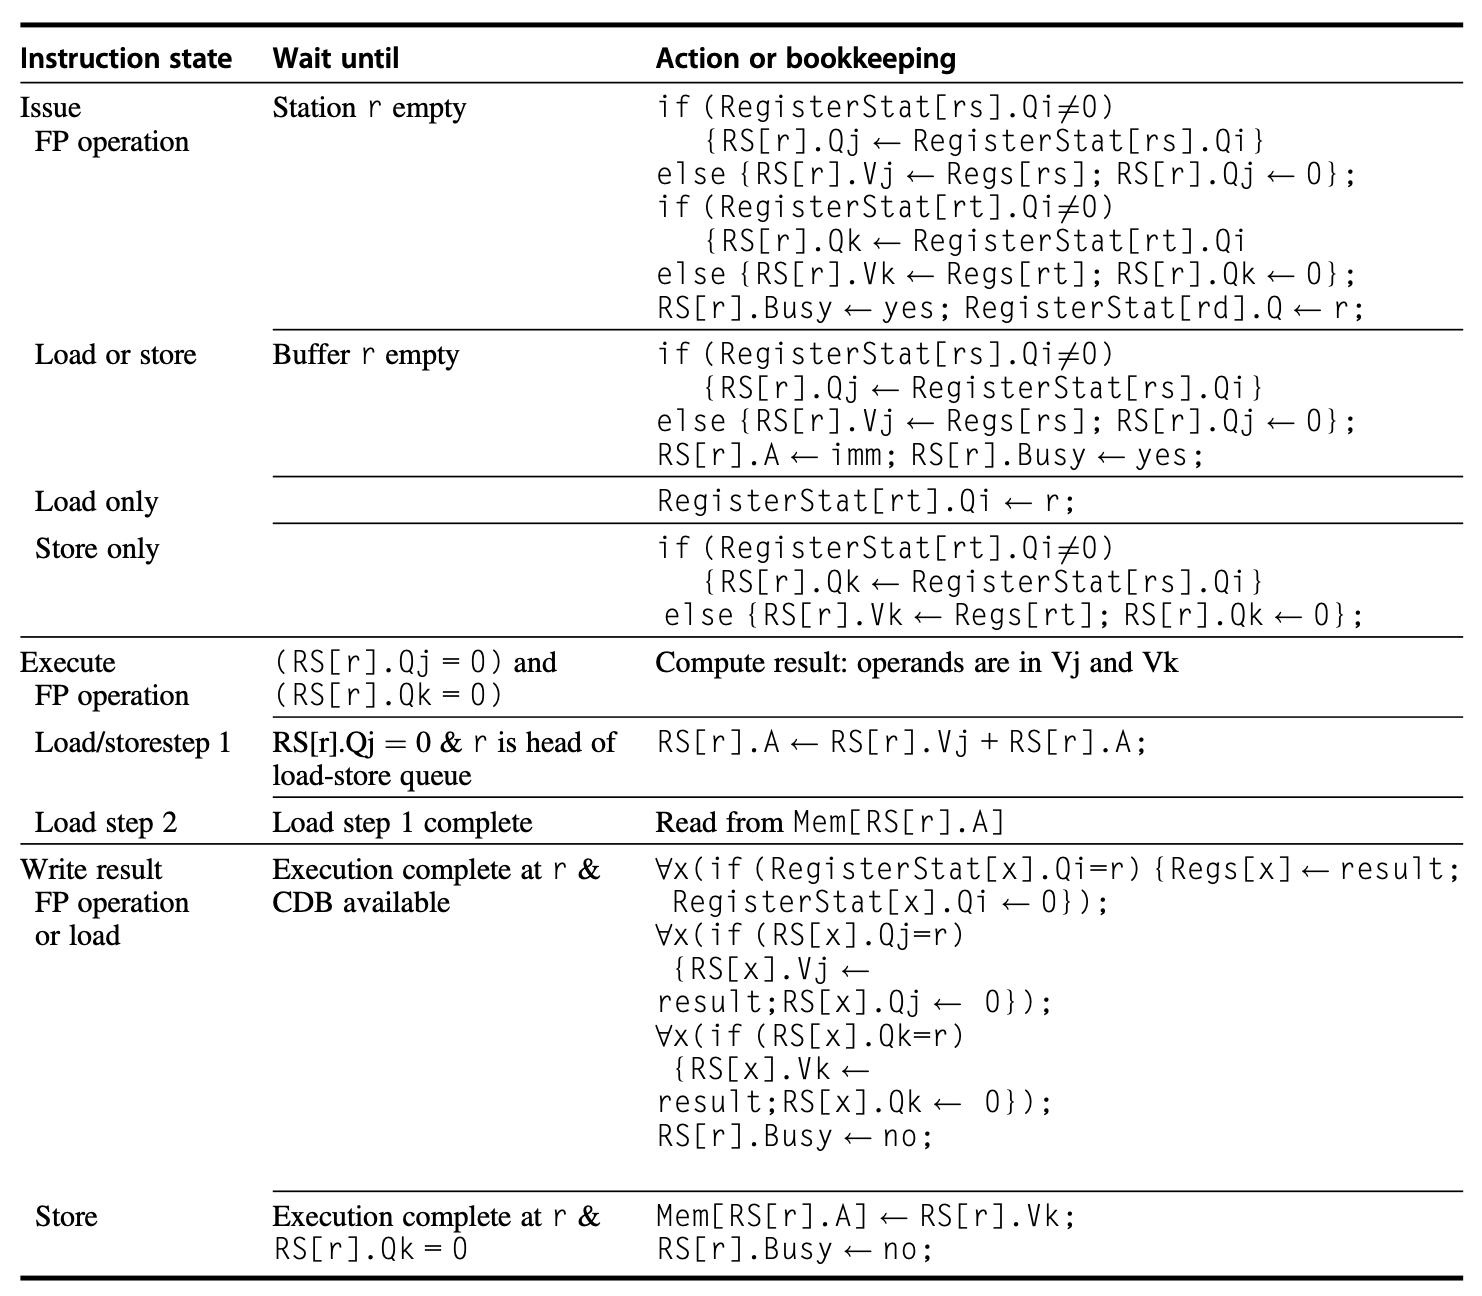 Instruction state Wait until Action or bookkeeping
Issue Station r empty if (RegisterStat[rs].Qi≠0)
FP operation {RS[r].Qj ← RegisterStat[rs].Qi}
else {RS[r].Vj ← Regs[rs]; RS[r].Qj ← 0};
if (RegisterStat[rt].Qi≠0)
{RS[r].Qk ← RegisterStat[rt].Qi
else {RS[r].Vk ← Regs[rt]; RS[r].Qk ← 0};
RS[r].Busy ← yes; RegisterStat[rd].Q ← r;
Load or store Buffer r empty if (RegisterStat[rs].Qi≠0)
{RS[r].Qj ← RegisterStat[rs].Qi}
else {RS[r].Vj ← Regs[rs]; RS[r].Qj ← 0};
RS[r].A ← imm; RS[r].Busy ← yes;
Load only RegisterStat[rt].Qi ← r;
Store only if (RegisterStat[rt].Qi≠0)
{RS[r].Qk ← RegisterStat[rs].Qi}
else {RS[r].Vk ← Regs[rt]; RS[r].Qk ← 0};
Execute (RS[r].Qj = 0) and Compute result: operands are in Vj and Vk
FP operation (RS[r].Qk = 0)
Load/storestep 1 RS[r].Qj = 0 & r is head of RS[r].A ← RS[r].Vj + RS[r].A;
load-store queue
Load step 2 Load step 1 complete Read from Mem[RS[r].A]
Write result Execution complete at r & ∀x(if (RegisterStat[x].Qi=r) {Regs[x] ← result;
FP operation CDB available RegisterStat[x].Qi ← 0});
or load ∀x(if (RS[x].Qj=r)
{RS[x].Vj ←
result;RS[x].Qj ← 0});
∀x(if (RS[x].Qk=r)
{RS[x].Vk ←
result;RS[x].Qk ← 0});
RS[r].Busy ← no;
Store Execution complete at r & Mem[RS[r].A] ← RS[r].Vk;
RS[r].Qk = 0 RS[r].Busy ← no;